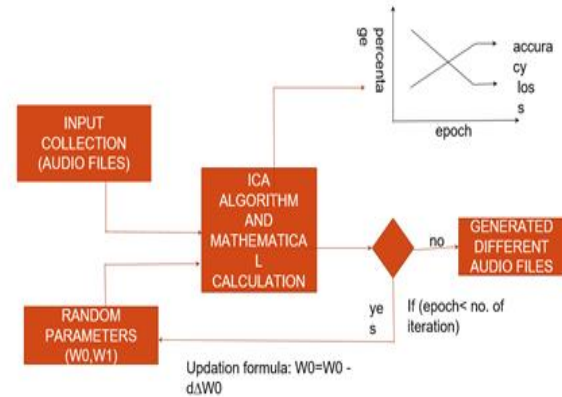 percenta
ge
accura
cy
los
s
epoch
INPUT
COLLECTION
(AUDIO FILES)
ICA
ALGORITHM
AND
MATHEMATICA
L
CALCULATION
no
GENERATED
DIFFERENT
AUDIO FILES
ye
s
If (epoch< no. of
iteration)
RANDOM
PARAMETERS
(W0,W1)
Updation formula: W0=W0 -
dΔW0